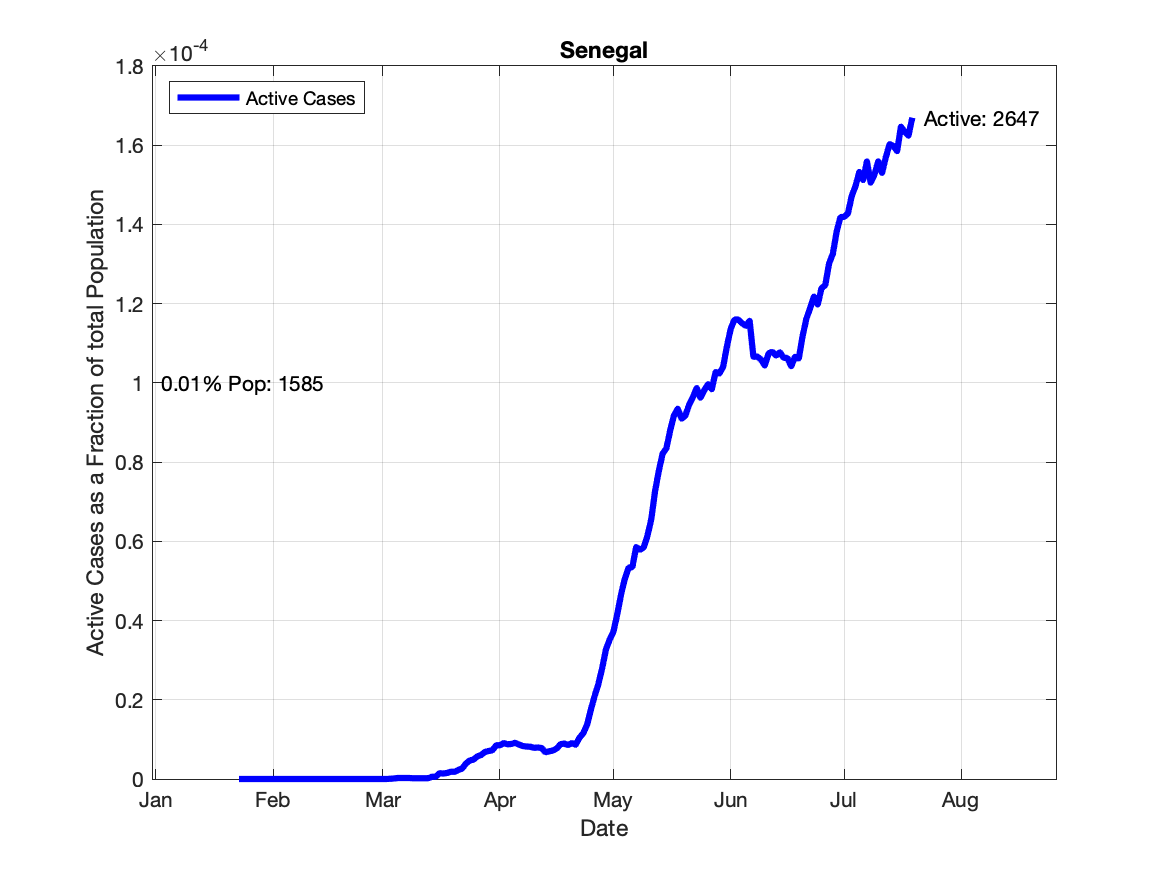 Senegal
×10-4
Active Cases
Active: 2647
1.8
1.6
1.4
1.2
1
0.8
0.6
0.4
0.2
0
0.01% Pop: 1585
Active Cases as a Fraction of total Population
Jan Feb Mar Apr May Jun Jul Aug
Date